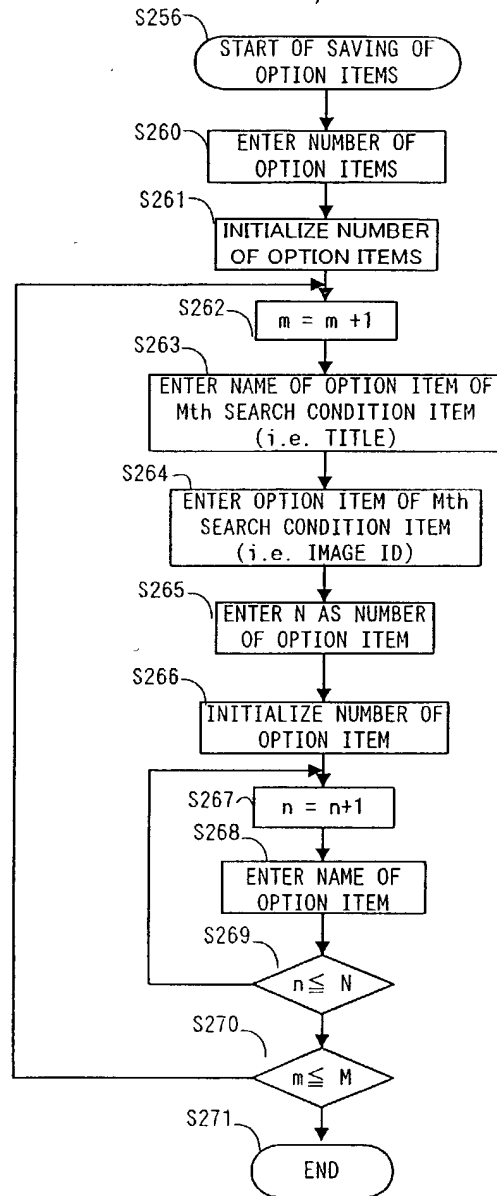 S256
START OF SAVING OF
OPTION ITEMS
S260
ENTER NUMBER OF
OPTION ITEMS
S261
INITIALIZE NUMBER
OF OPTION ITEMS
S262
m = m +1
S263
ENTER NAME OF OPTION ITEM OF
Mth SEARCH CONDITION ITEM
(i.e. TITLE)
S264
ENTER OPTION ITEM OF Mth
SEARCH CONDITION ITEM
(i.e. IMAGE ID)
S265
ENTER N AS NUMBER
OF OPTION ITEM
S266
INITIALIZE NUMBER OF
OPTION ITEM
S267
n = n+1
S268
ENTER NAME OF
OPTION ITEM
S269
n ≦ N
S270
m ≦ M
S271
END